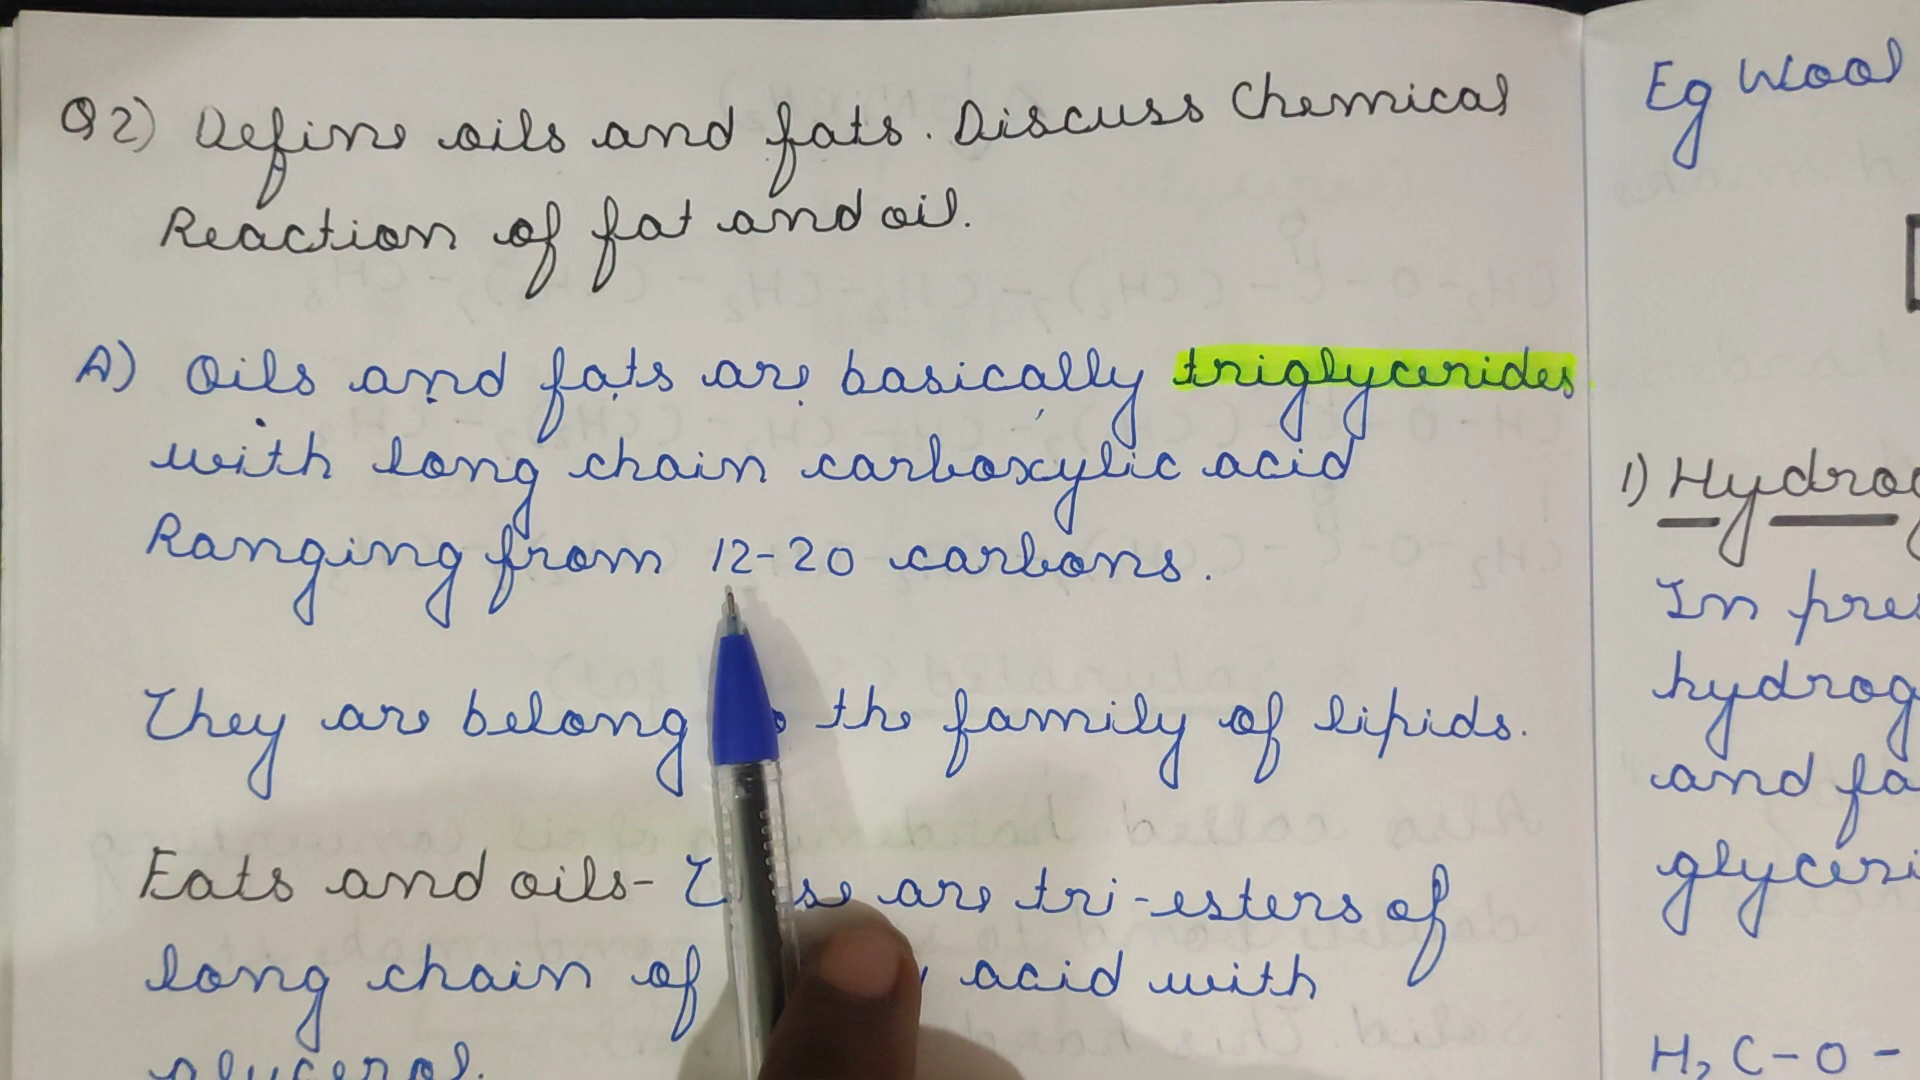 Q2) Define oils and fats. Discuss Chemical
Reaction of fat and oil.
A) Oils and fats are basically triglycerides
with long chain carboxylic acid
Ranging from 12-20 carbons.
They are belong the family of lipids.
Fats and oils- are tri-esters of
long chain of acid with
glycerol.
Eg Wool
1) Hydrog
In pre
hydrog
and fa
glyceri
H₂C-O-